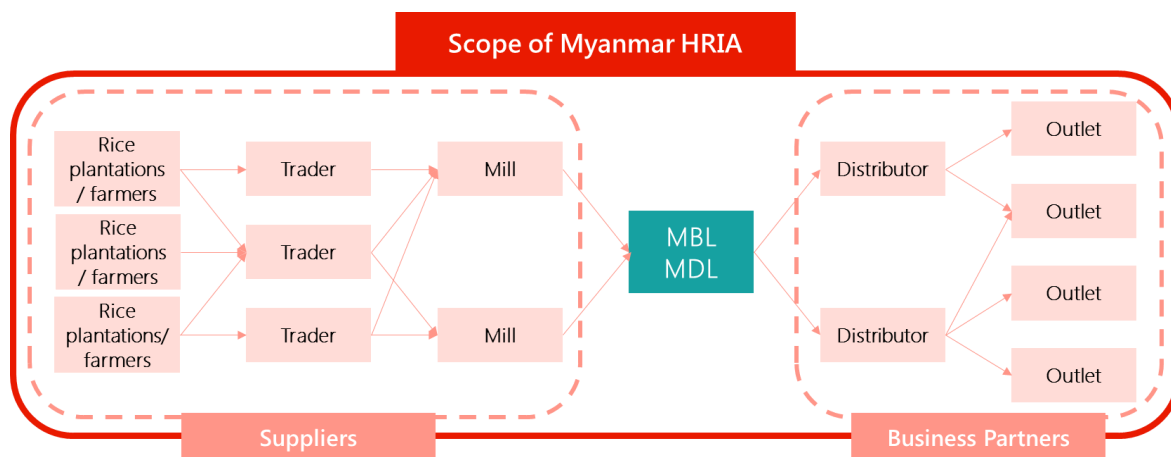 Scope of Myanmar HRIA
Rice
plantations
/ farmers
Rice
plantations
/ farmers
Rice
plantations/
farmers
Trader
Trader
Trader
Mill
Mill
MBL
MDL
Distributor
Distributor
Outlet
Outlet
Outlet
Outlet
Suppliers
Business Partners